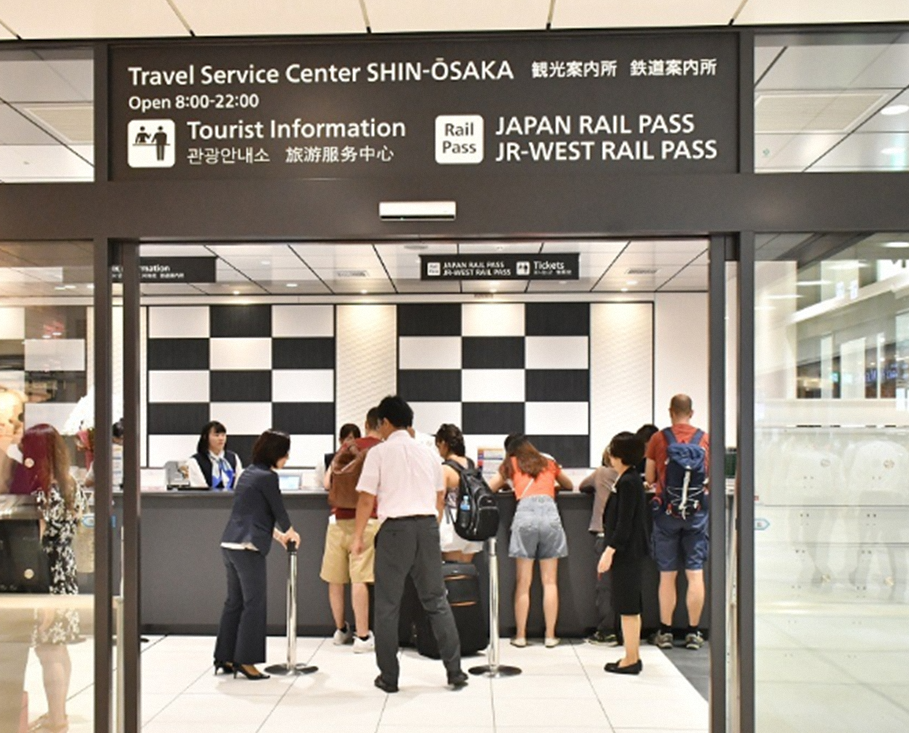 Travel Service Center SHIN-ŌSAKA 観光案内所 鉄道案内所
Open 8:00-22:00
Tourist Information
관광안내소 旅游服务中心
Rail
Pass
JAPAN RAIL PASS
JR-WEST RAIL PASS
JAPAN RAIL PASS
JR-WEST RAIL PASS
Tickets